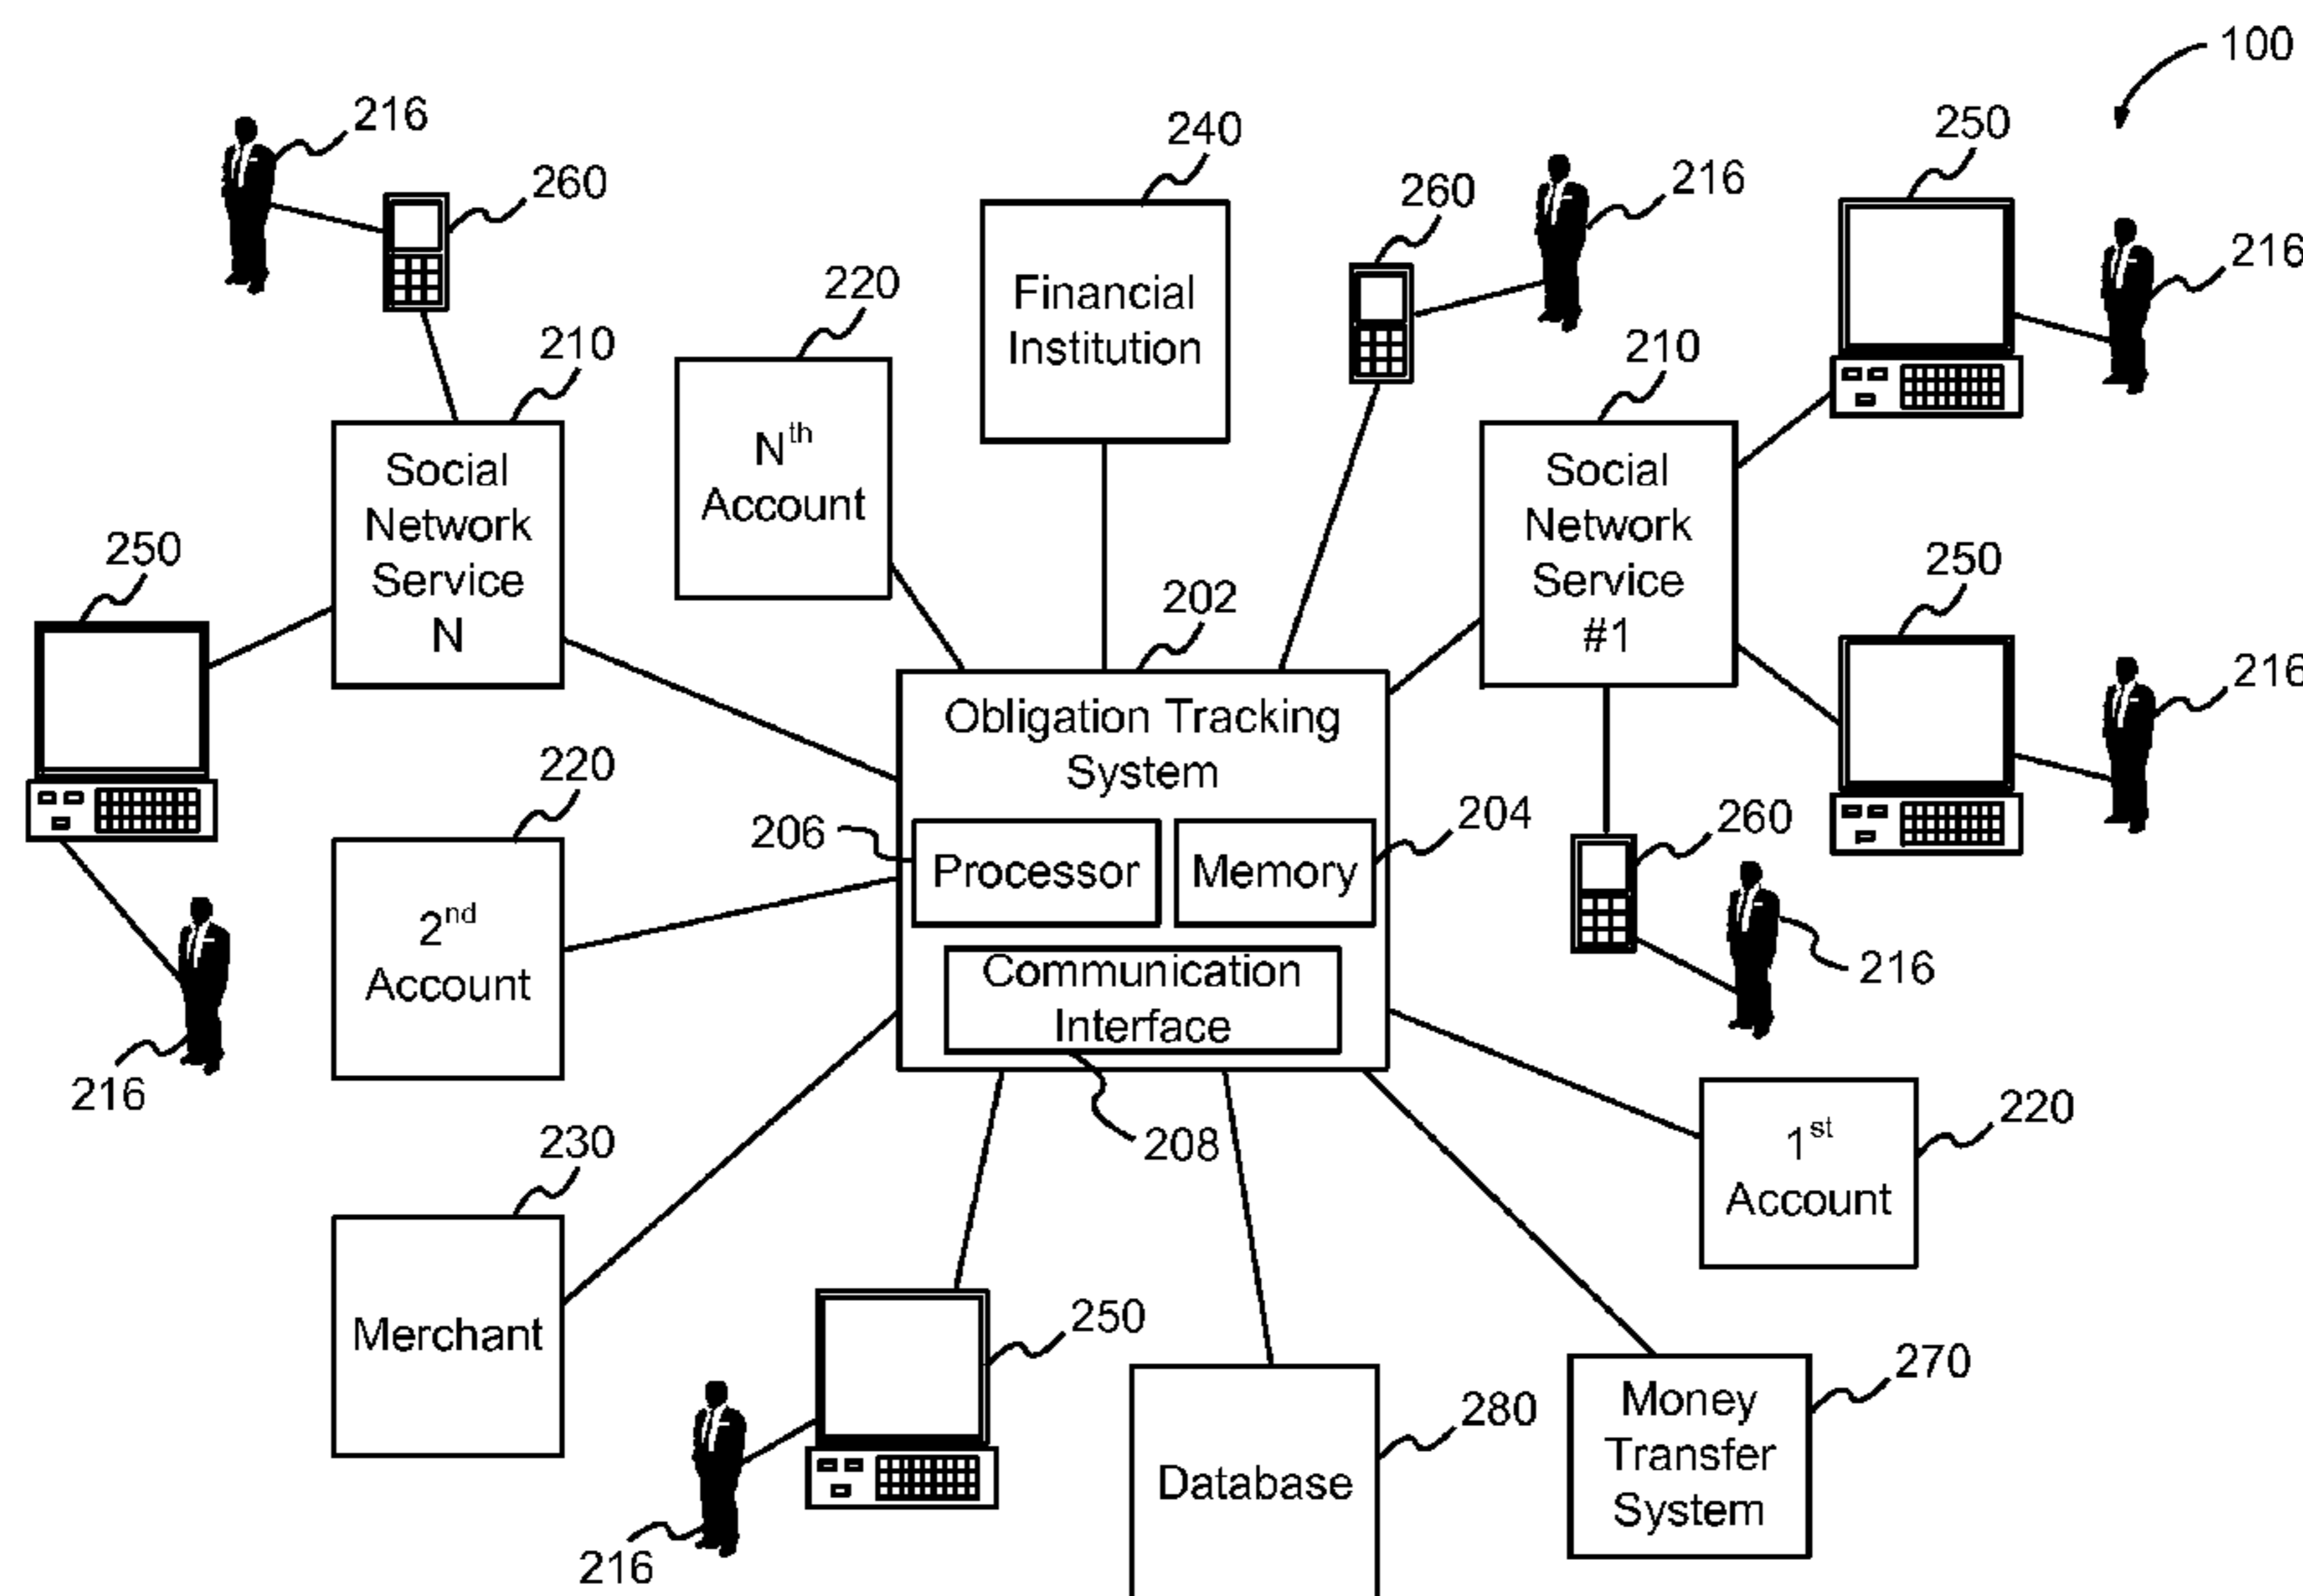 100
216
240
250
260
260
216
216
220
Financial
Institution
210
210
Nth
Account
Social
Network
Service
N
Social
Network
Service
#1
250
250
202
216
Obligation Tracking
System
220
206
204
260
Processor
Memory
2nd
Account
Communication
Interface
216
216
220
208
1st
Account
230
Merchant
250
270
280
Money
Transfer
System
Database
216